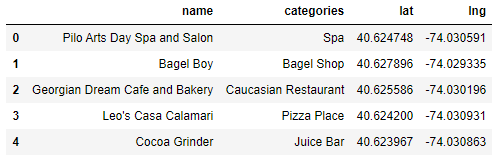 name categories lat lng
0 Pilo Arts Day Spa and Salon Spa 40.624748 -74.030591
1 Bagel Boy Bagel Shop 40.627896 -74.029335
2 Georgian Dream Cafe and Bakery Caucasian Restaurant 40.625586 -74.030196
3 Leo's Casa Calamari Pizza Place 40.624200 -74.030931
4 Cocoa Grinder Juice Bar 40.623967 -74.030863